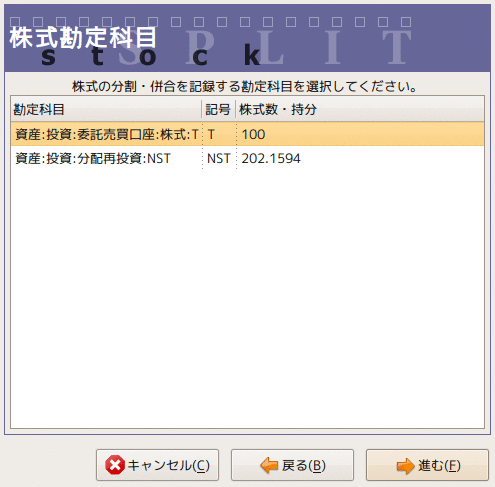 株式勘定科目
SPLIT
stock
株式の分割・併合を記録する勘定科目を選択してください。
勘定科目 記号 株式数・持分
資産:投資:委託売買口座:株式:T T 100
資産:投資:分配再投資:NST NST 202.1594
キャンセル(C) 戻る(B) 進む(F)